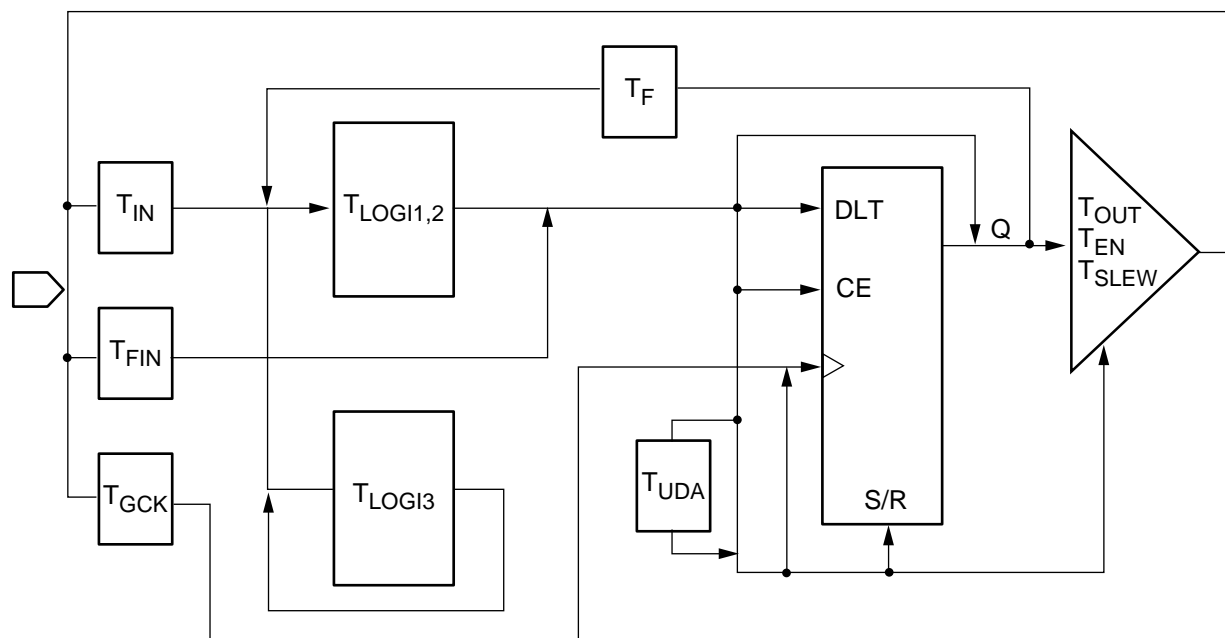 T_F
T_IN
T_LOGI1,2
DLT
Q
T_OUT
T_EN
T_SLEW
CE
T_FIN
T_GCK
T_LOGI3
T_UDA
S/R